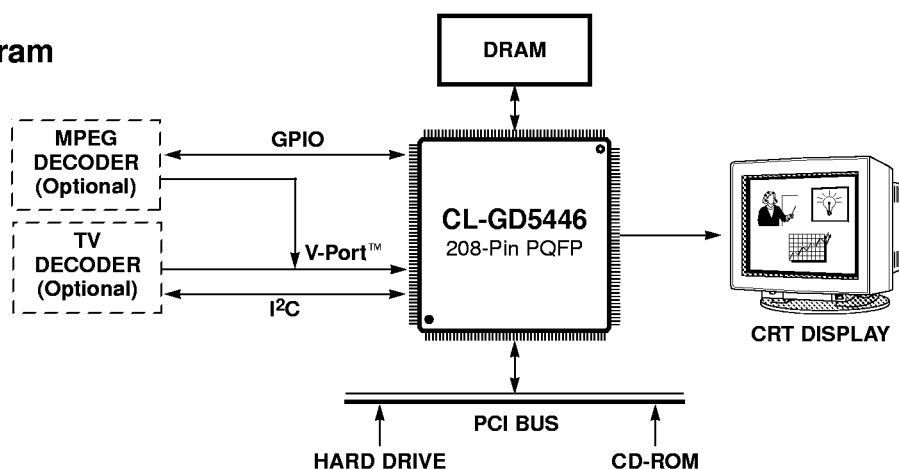 ram
DRAM
MPEG
DECODER
(Optional)
GPIO
TV
DECODER
(Optional)
V-Port™
I²C
CL-GD5446
208-Pin PQFP
CRT DISPLAY
PCI BUS
HARD DRIVE
CD-ROM